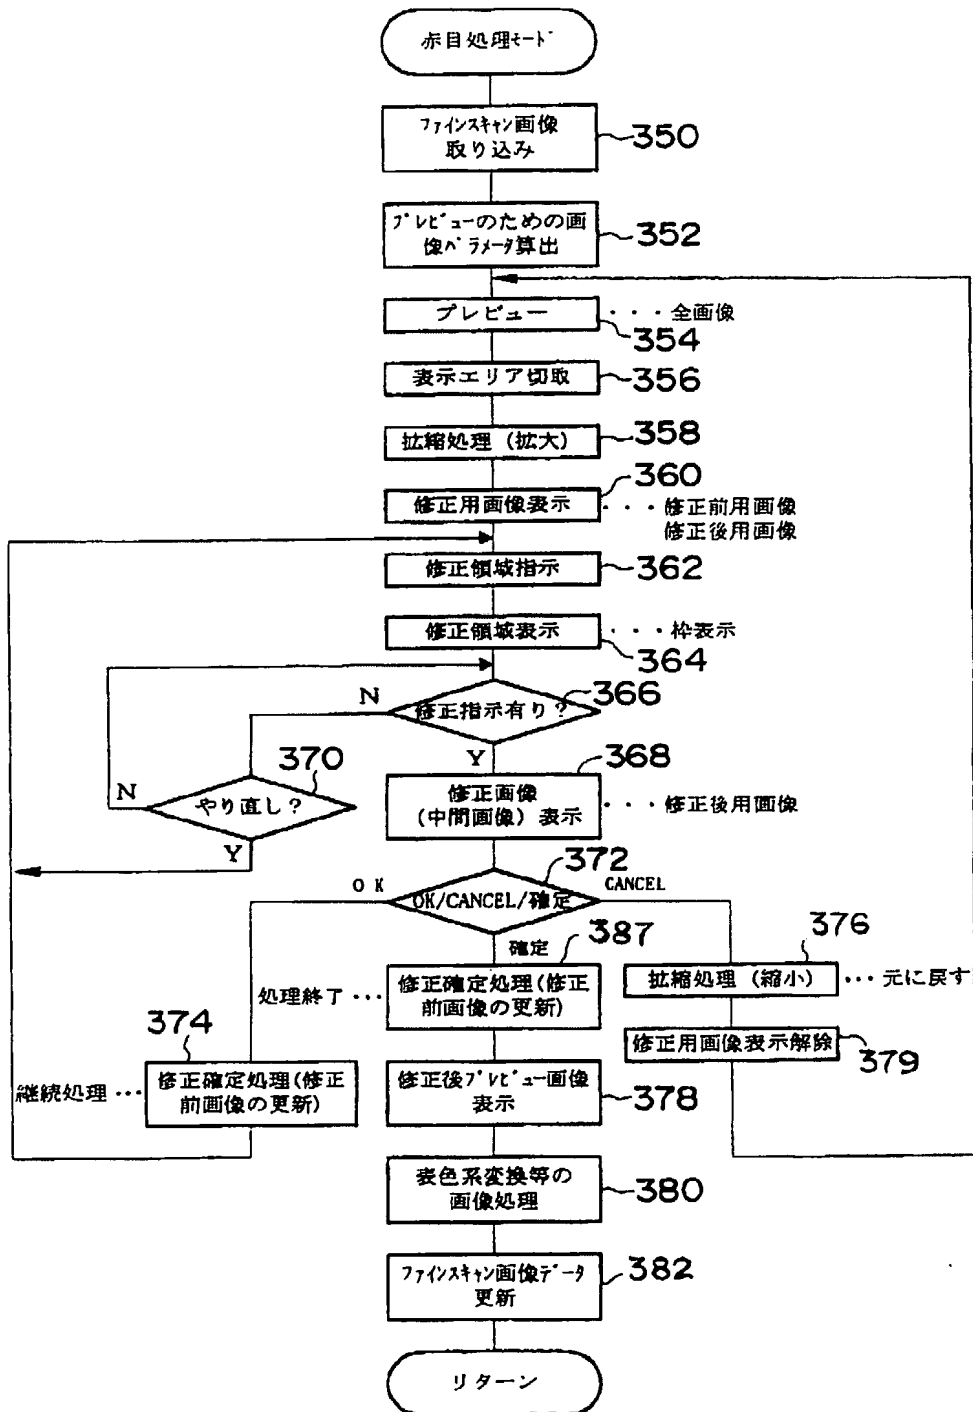 赤目処理ﾓｰﾄﾞ
ﾌｧｲﾝｽｷｬﾝ画像
取り込み
350
ﾌﾟﾚﾋﾞｭｰのための画
像ﾊﾟﾗﾒｰﾀ算出
352
プレビュー
・・・全画像
354
表示エリア切取
356
拡縮処理（拡大）
358
360
修正用画像表示
・・・修正前用画像
修正後用画像
修正領域指示
362
修正領域表示
・・・枠表示
364
N
366
修正指示有り？
Y
370
N
やり直し？
Y
368
修正画像
（中間画像）表示
・・・修正後用画像
372
OK
CANCEL
OK/CANCEL/確定
確定
387
処理終了・・・
修正確定処理(修正
前画像の更新)
376
拡縮処理（縮小）
・・・元に戻す
修正用画像表示解除
379
374
継続処理・・・
修正確定処理(修正
前画像の更新)
修正後ﾌﾟﾚﾋﾞｭｰ画像
表示
378
表色系変換等の
画像処理
380
ﾌｧｲﾝｽｷｬﾝ画像ﾃﾞｰﾀ
更新
382
リターン